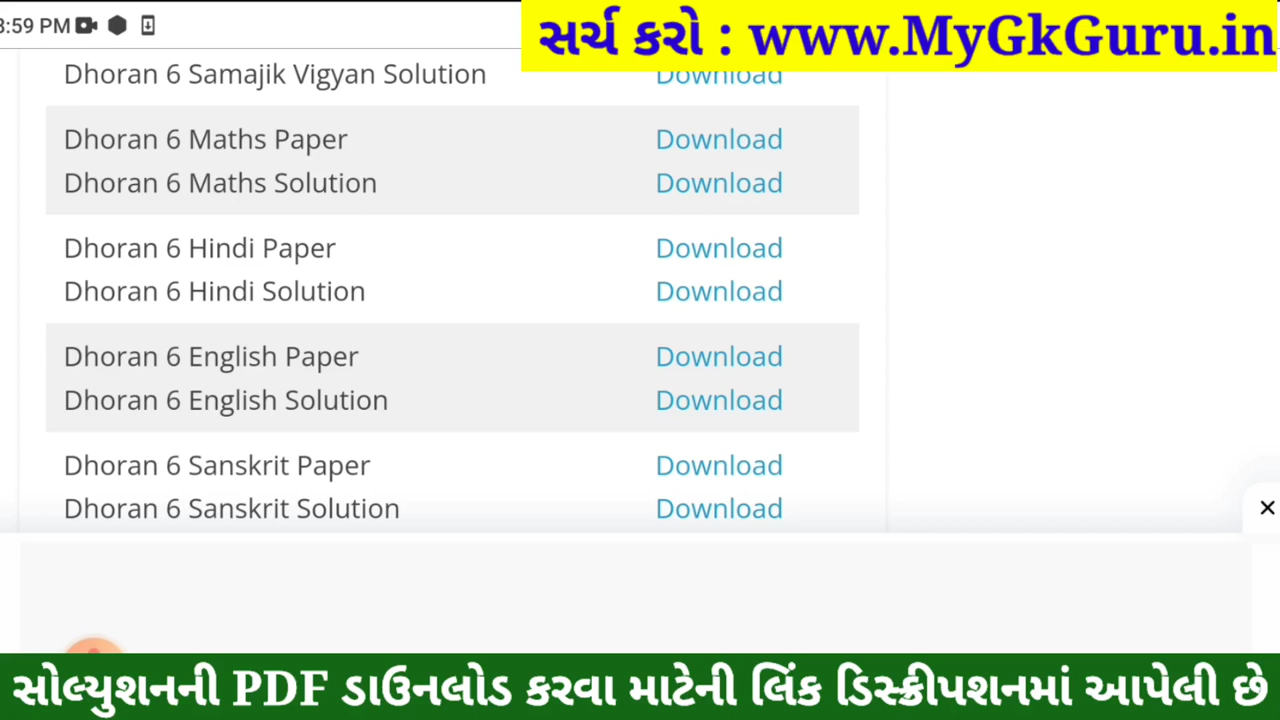 3:59 PM
સર્ચ કરો : www.MyGkGuru.in
Dhoran 6 Samajik Vigyan Solution Download
Dhoran 6 Maths Paper Download
Dhoran 6 Maths Solution Download
Dhoran 6 Hindi Paper Download
Dhoran 6 Hindi Solution Download
Dhoran 6 English Paper Download
Dhoran 6 English Solution Download
Dhoran 6 Sanskrit Paper Download
Dhoran 6 Sanskrit Solution Download
સોલ્યુશનની PDF ડાઉનલોડ કરવા માટેની લિંક ડિસ્ક્રીપશનમાં આપેલી છે